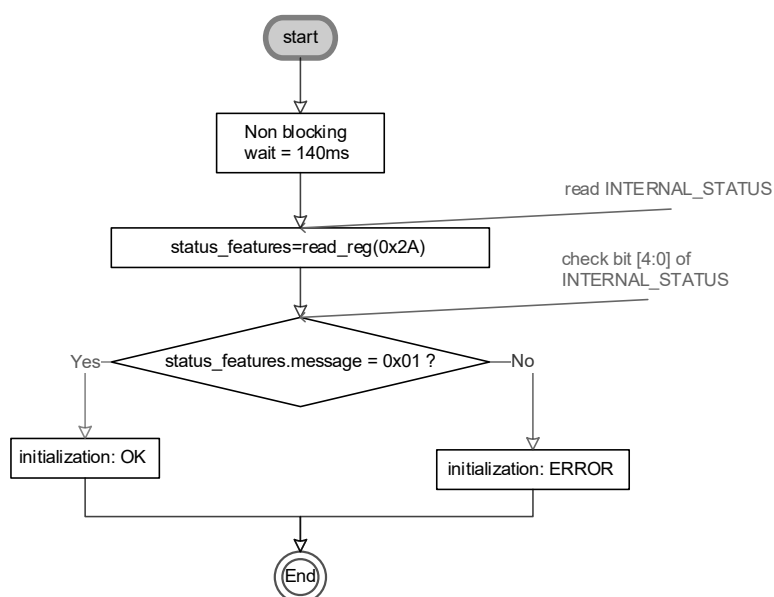 start
Non blocking
wait = 140ms
read INTERNAL_STATUS
status_features=read_reg(0x2A)
check bit [4:0] of
INTERNAL_STATUS
status_features.message = 0x01 ?
Yes
No
initialization: OK
initialization: ERROR
End